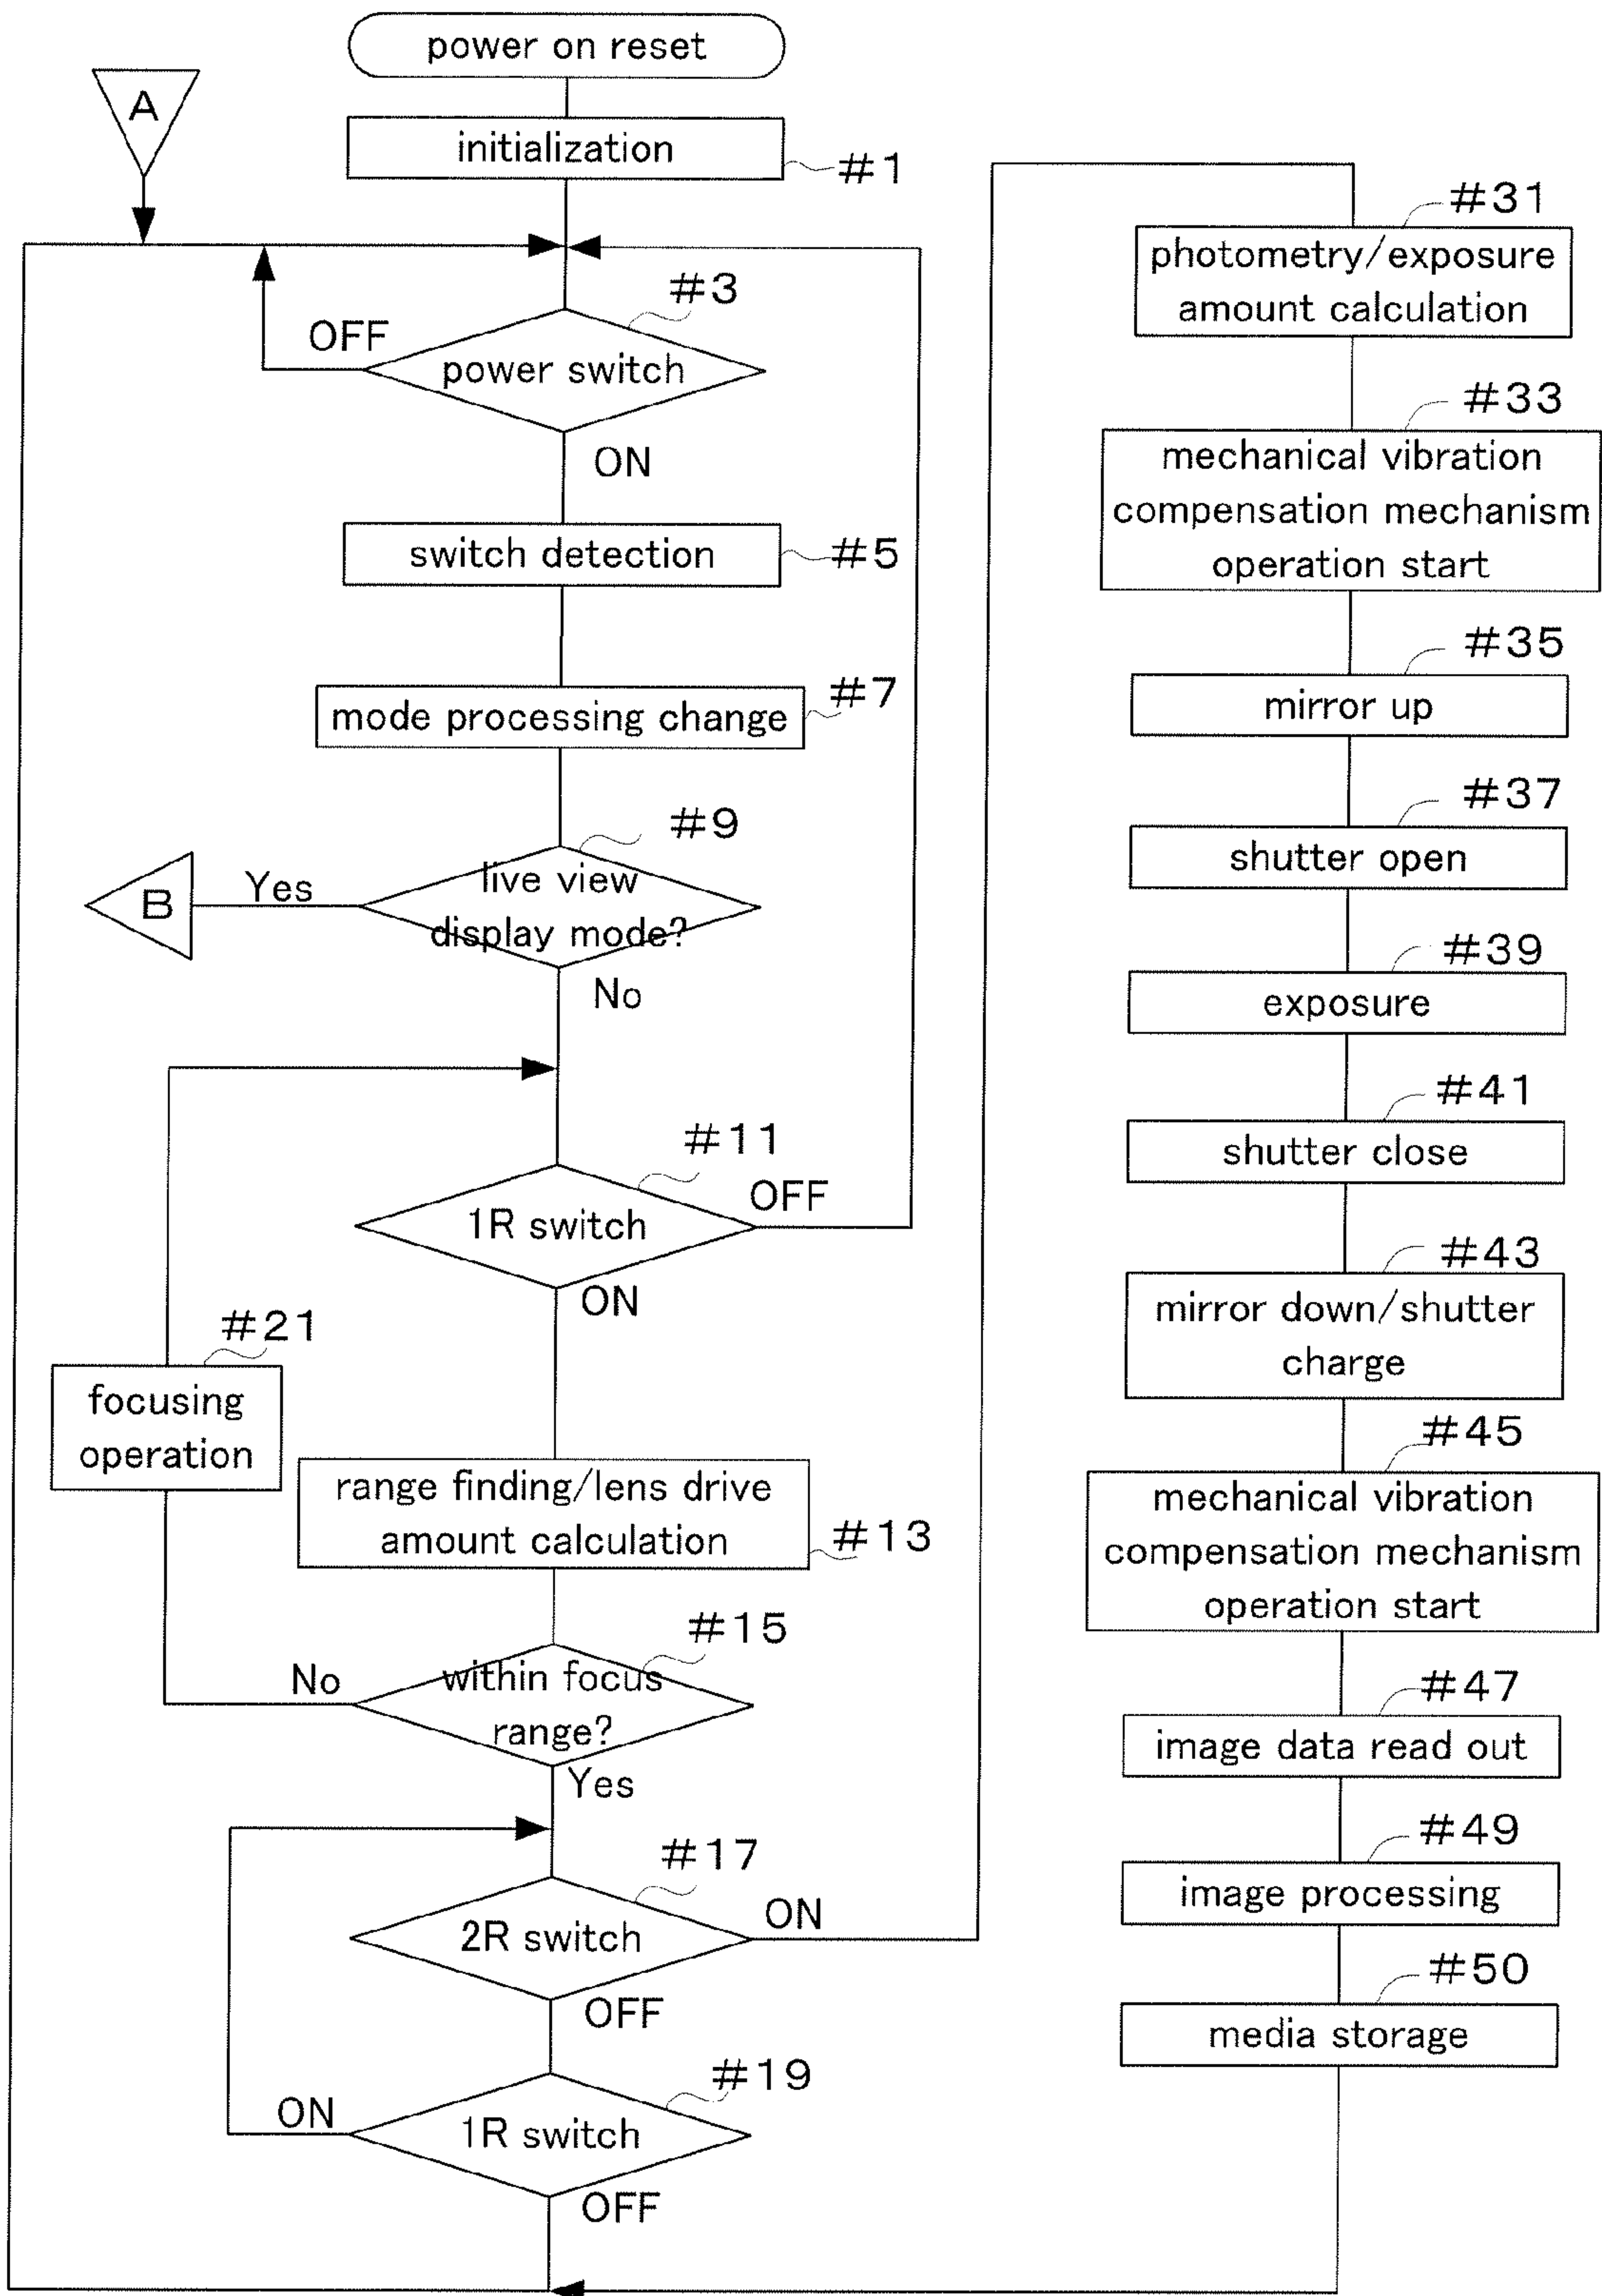 power on reset
A
initialization
#1
#3
OFF
power switch
ON
switch detection
#5
mode processing change
#7
#9
live view
display mode?
Yes
B
No
#11
1R switch
OFF
ON
#21
focusing
operation
range finding/lens drive
amount calculation
#13
#15
within focus
range?
No
Yes
#17
2R switch
ON
OFF
#19
1R switch
ON
OFF
#31
photometry/exposure
amount calculation
#33
mechanical vibration
compensation mechanism
operation start
#35
mirror up
#37
shutter open
#39
exposure
#41
shutter close
#43
mirror down/shutter
charge
#45
mechanical vibration
compensation mechanism
operation start
#47
image data read out
#49
image processing
#50
media storage